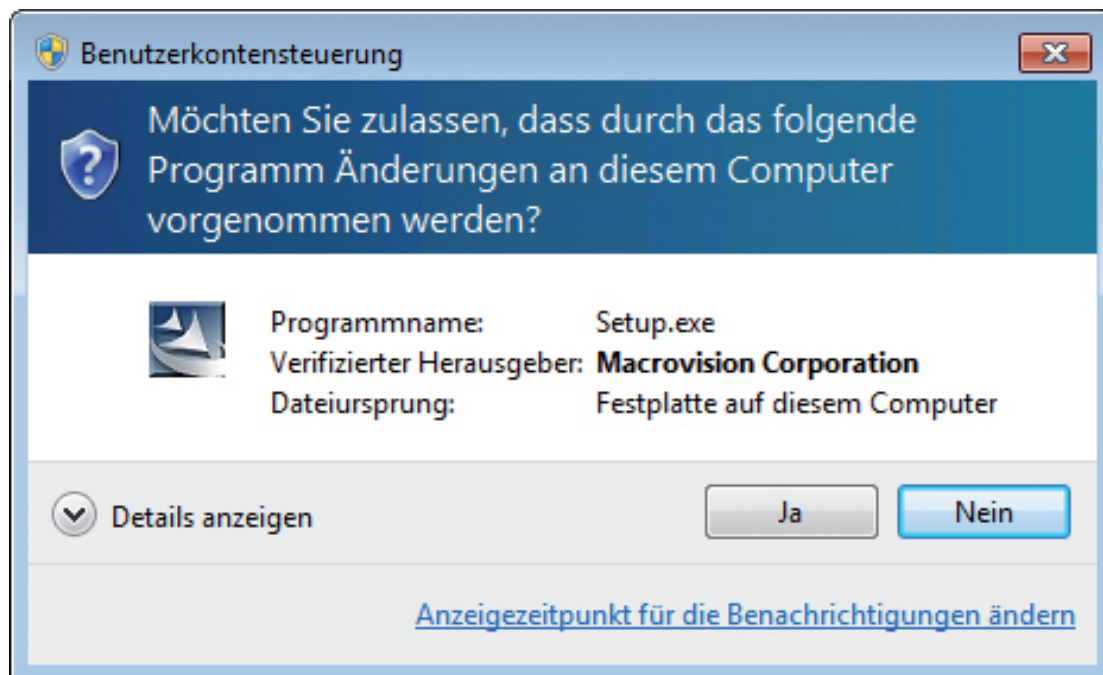 Benutzerkontensteuerung
Möchten Sie zulassen, dass durch das folgende
Programm Änderungen an diesem Computer
vorgenommen werden?
Programmname: Setup.exe
Verifizierter Herausgeber: Macrovision Corporation
Dateiursprung: Festplatte auf diesem Computer
Details anzeigen Ja Nein
Anzeigezeitpunkt für die Benachrichtigungen ändern